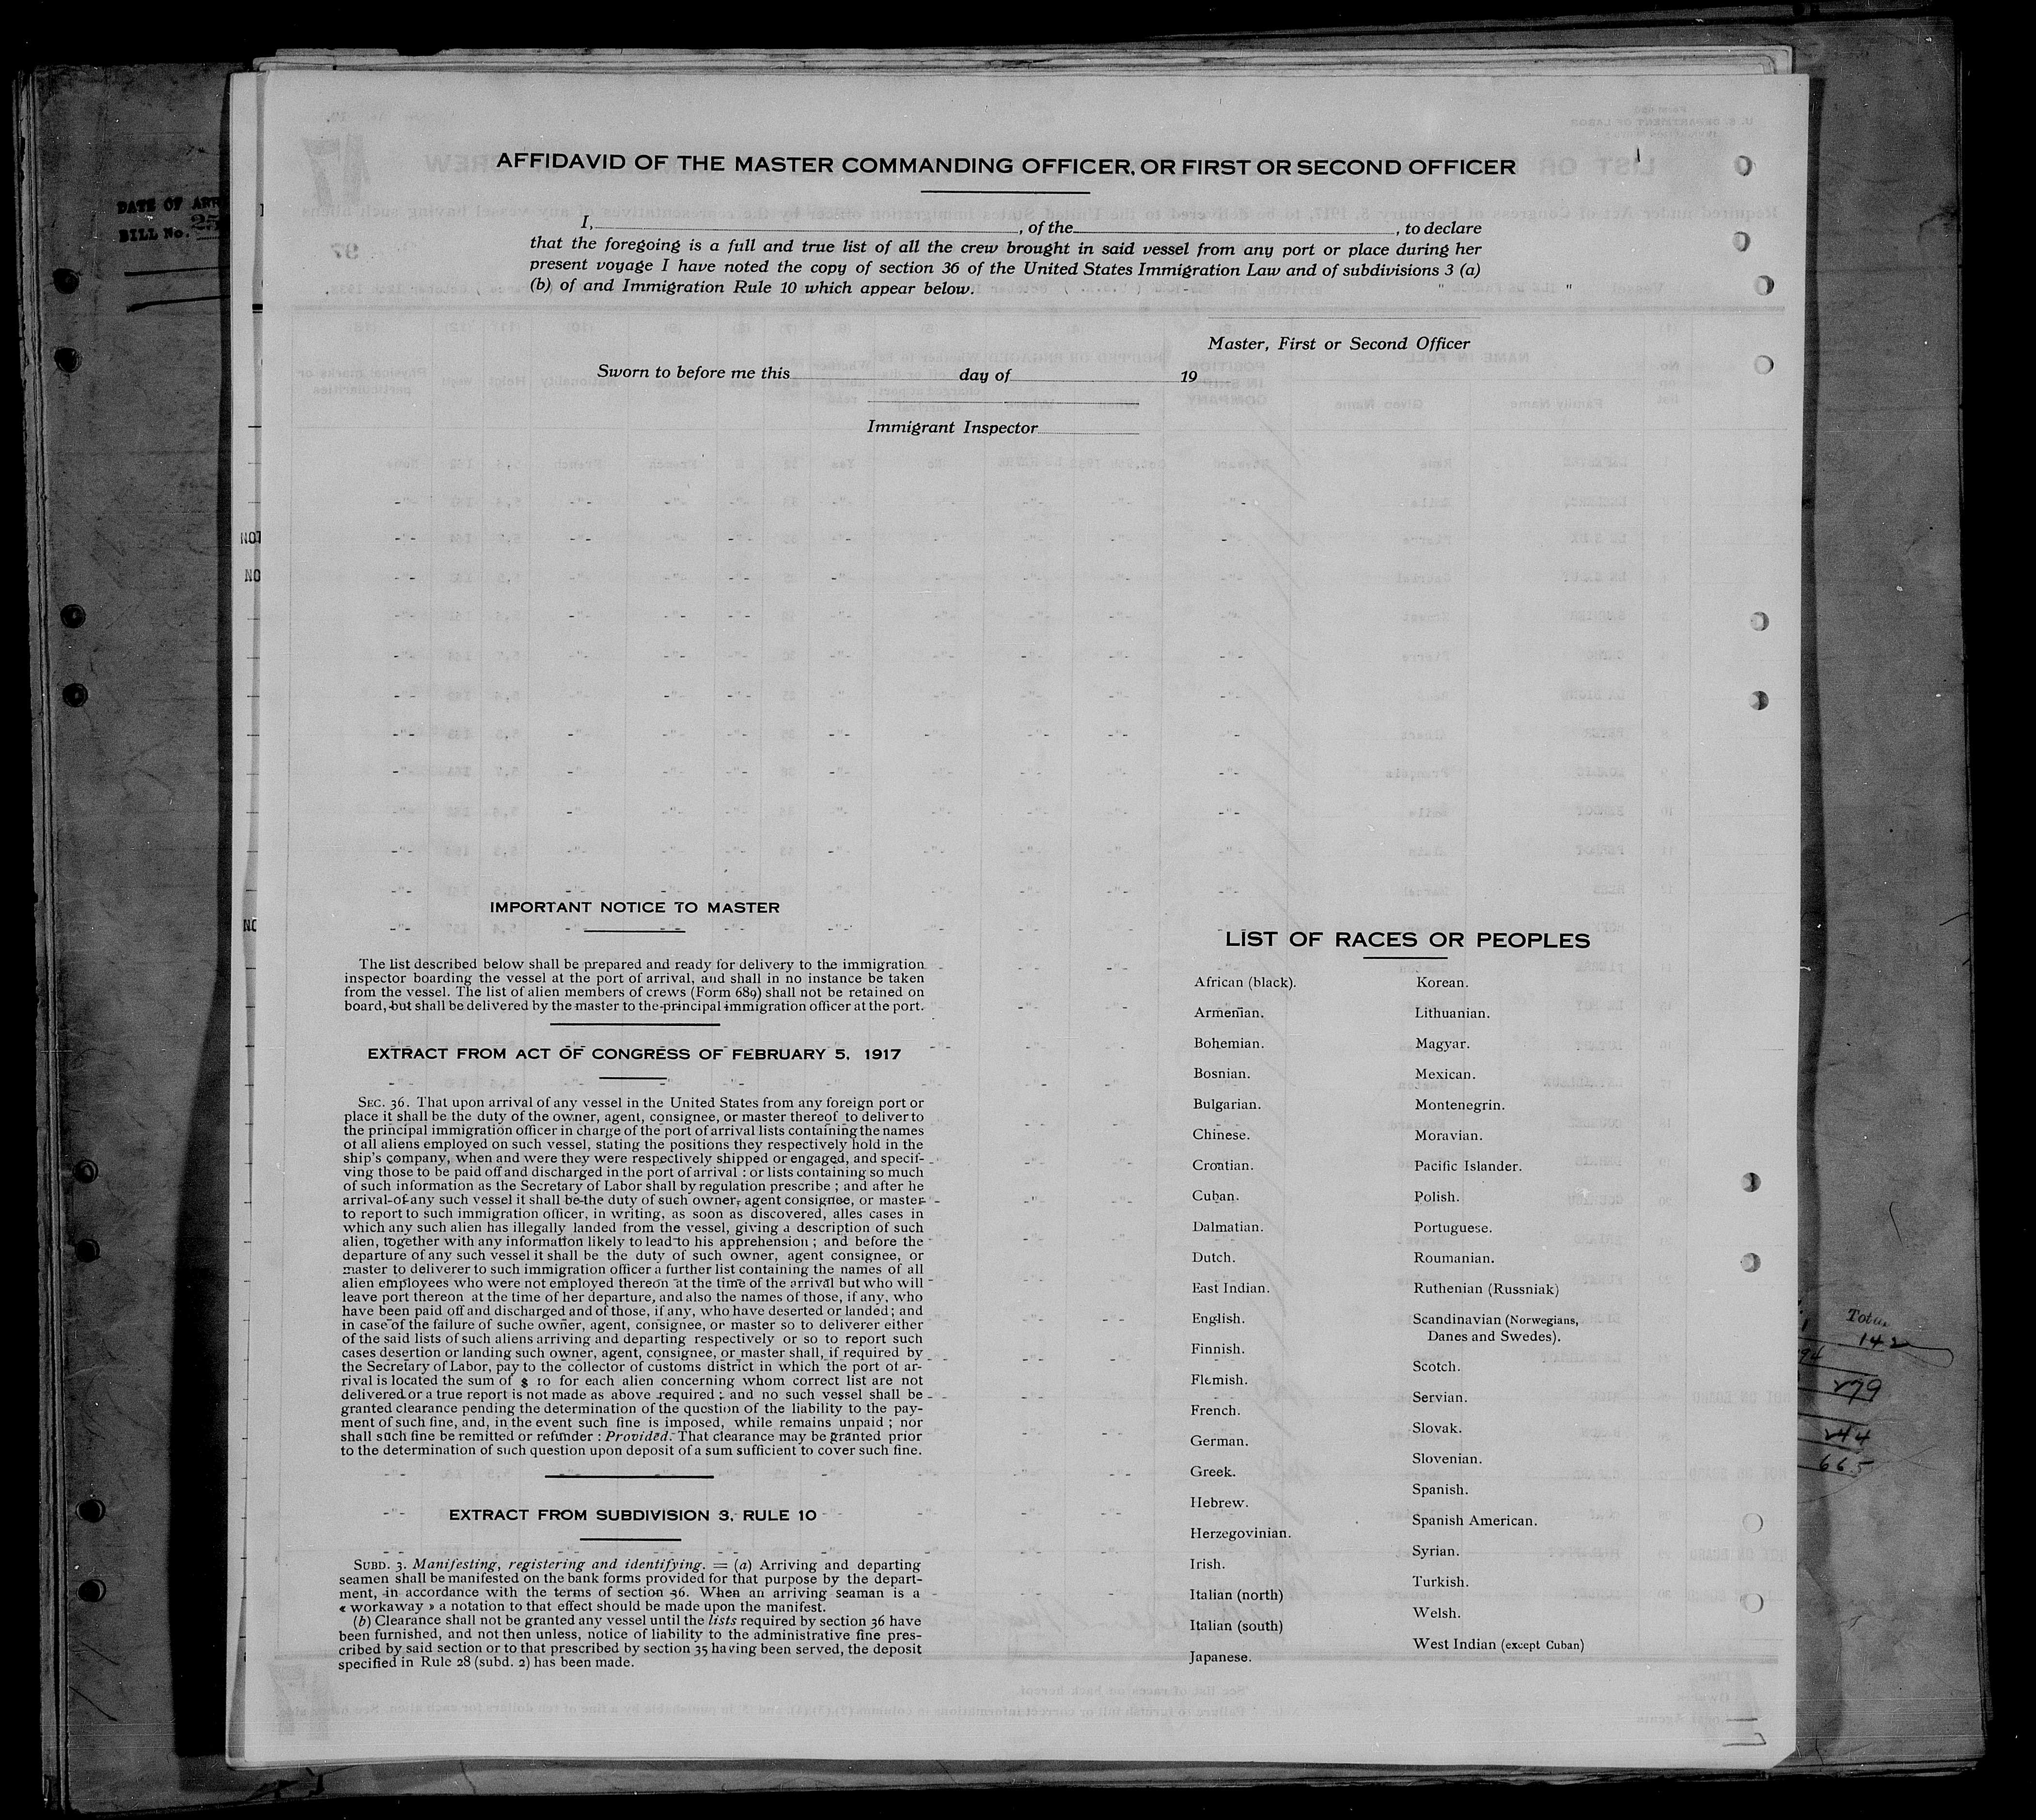 AFFIDAVID OF THE MASTER COMMANDING OFFICER, OR FIRST OR SECOND OFFICER
I, , of the , to declare
that the foregoing is a full and true list of all the crew brought in said vessel from any port or place during her
present voyage I have noted the copy of section 36 of the United States Immigration Law and of subdivisions 3 (a)
(b) of and Immigration Rule 10 which appear below.
Master, First or Second Officer
Sworn to before me this day of 19
Immigrant Inspector
DATE OF ARR
BILL No. 25
NOT
NO
NO
IMPORTANT NOTICE TO MASTER
The list described below shall be prepared and ready for delivery to the immigration
inspector boarding the vessel at the port of arrival, and shall in no instance be taken
from the vessel. The list of alien members of crews (Form 689) shall not be retained on
board, but shall be delivered by the master to the principal immigration officer at the port.
EXTRACT FROM ACT OF CONGRESS OF FEBRUARY 5, 1917
SEC. 36. That upon arrival of any vessel in the United States from any foreign port or
place it shall be the duty of the owner, agent, consignee, or master thereof to deliver to
the principal immigration officer in charge of the port of arrival lists containing the names
of all aliens employed on such vessel, stating the positions they respectively hold in the
ship's company, when and were they were respectively shipped or engaged, and specif-
ving those to be paid off and discharged in the port of arrival : or lists containing so much
of such information as the Secretary of Labor shall by regulation prescribe ; and after he
arrival of any such vessel it shall be the duty of such owner, agent consignee, or master
to report to such immigration officer, in writing, as soon as discovered, alles cases in
which any such alien has illegally landed from the vessel, giving a description of such
alien, together with any information likely to lead to his apprehension ; and before the
departure of any such vessel it shall be the duty of such owner, agent consignee, or
master to deliverer to such immigration officer a further list containing the names of all
alien employees who were not employed thereon at the time of the arrival but who will
leave port thereon at the time of her departure, and also the names of those, if any, who
have been paid off and discharged and of those, if any, who have deserted or landed ; and
in case of the failure of suche owner, agent, consignee, or master so to deliverer either
of the said lists of such aliens arriving and departing respectively or so to report such
cases desertion or landing such owner, agent, consignee, or master shall, if required by
the Secretary of Labor, pay to the collector of customs district in which the port of ar-
rival is located the sum of $ 10 for each alien concerning whom correct list are not
delivered or a true report is not made as above required ; and no such vessel shall be
granted clearance pending the determination of the question of the liability to the pay-
ment of such fine, and, in the event such fine is imposed, while remains unpaid ; nor
shall such fine be remitted or refunder : Provided. That clearance may be granted prior
to the determination of such question upon deposit of a sum sufficient to cover such fine.
EXTRACT FROM SUBDIVISION 3, RULE 10
SUBD. 3. Manifesting, registering and identifying. = (a) Arriving and departing
seamen shall be manifested on the bank forms provided for that purpose by the depart-
ment, in accordance with the terms of section 36. When an arriving seaman is a
« workaway » a notation to that effect should be made upon the manifest.
(b) Clearance shall not be granted any vessel until the lists required by section 36 have
been furnished, and not then unless, notice of liability to the administrative fine pres-
cribed by said section or to that prescribed by section 35 having been served, the deposit
specified in Rule 28 (subd. 2) has been made.
LIST OF RACES OR PEOPLES
African (black).
Armenian.
Bohemian.
Bosnian.
Bulgarian.
Chinese.
Croatian.
Cuban.
Dalmatian.
Dutch.
East Indian.
English.
Finnish.
Flemish.
French.
German.
Greek.
Hebrew.
Herzegovinian.
Irish.
Italian (north)
Italian (south)
Japanese.
Korean.
Lithuanian.
Magyar.
Mexican.
Montenegrin.
Moravian.
Pacific Islander.
Polish.
Portuguese.
Roumanian.
Ruthenian (Russniak)
Scandinavian (Norwegians,
Danes and Swedes).
Scotch.
Servian.
Slovak.
Slovenian.
Spanish.
Spanish American.
Syrian.
Turkish.
Welsh.
West Indian (except Cuban)
142
279
244
665